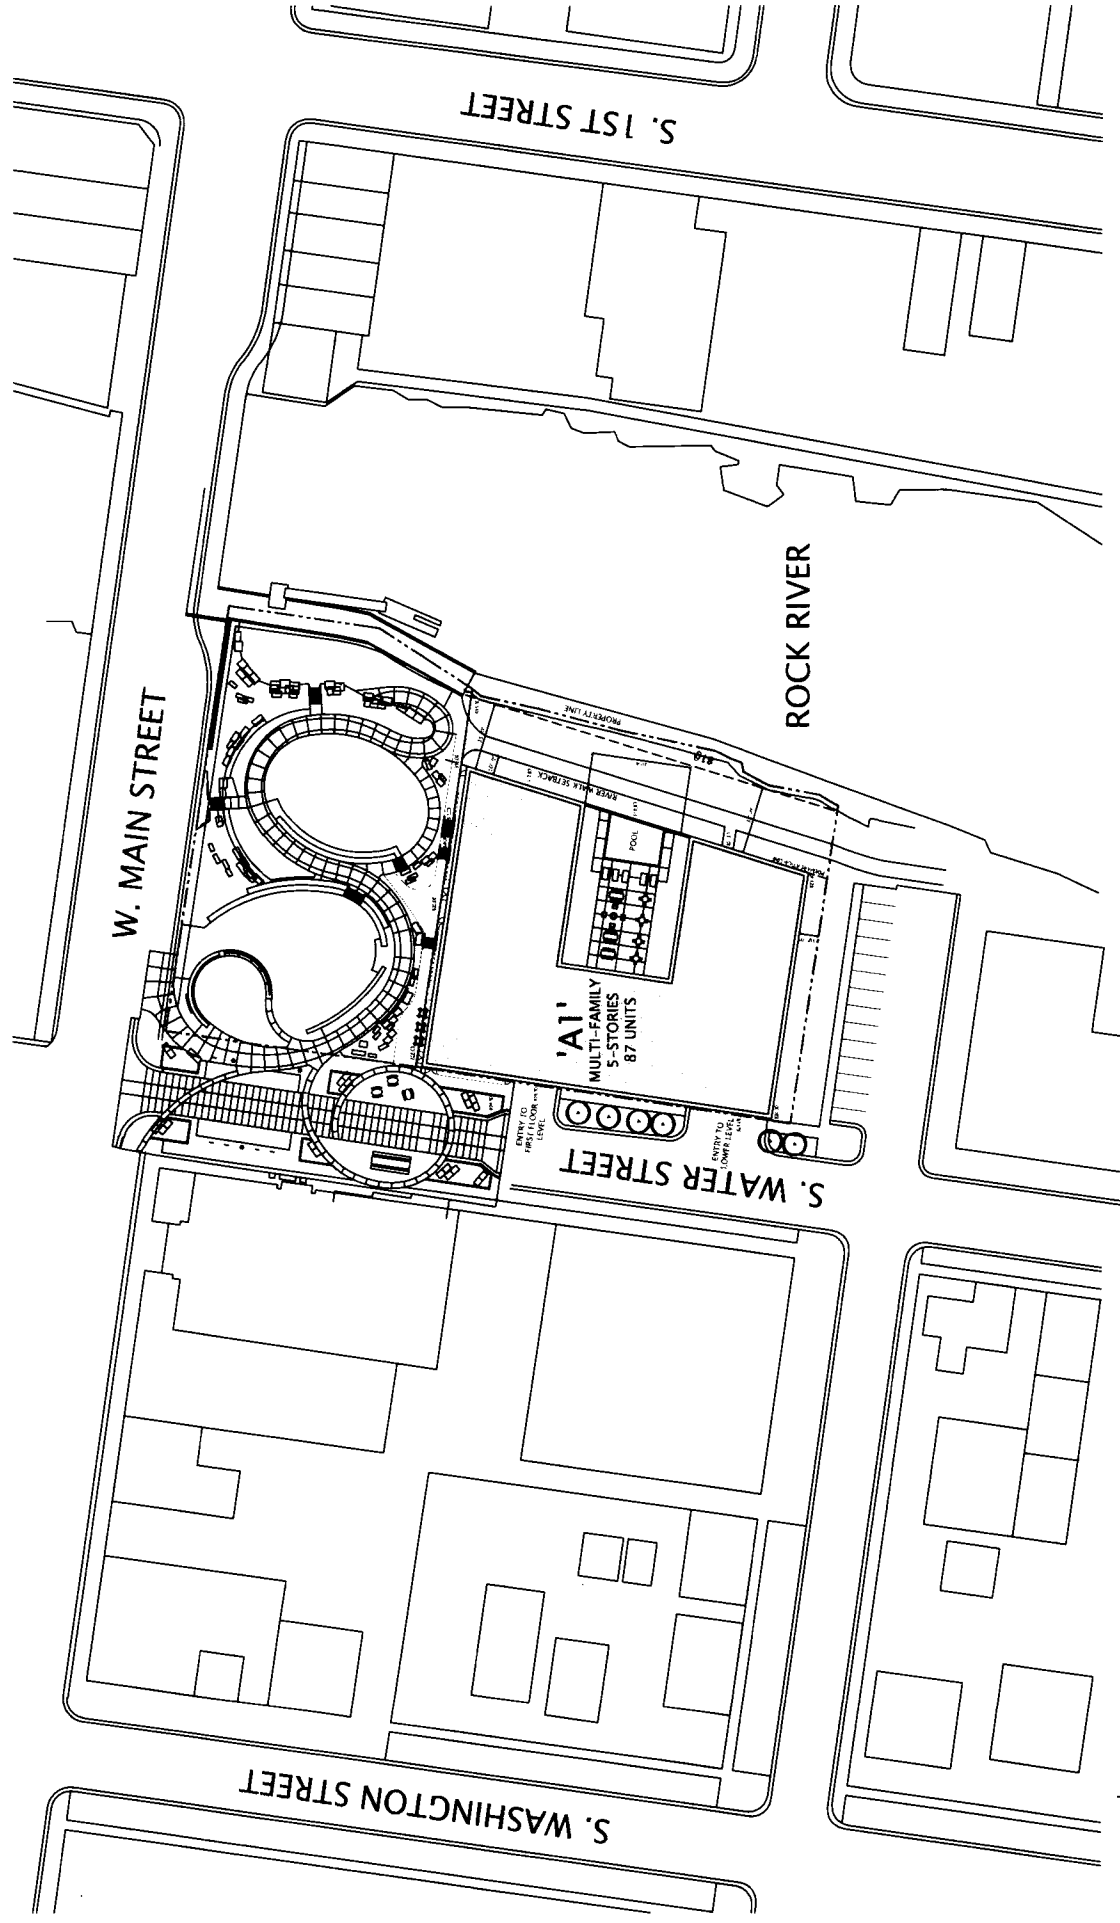 S. 1ST STREET
W. MAIN STREET
ROCK RIVER
PROPERTY LINE
818
RIVER WALK SETBACK
POOL
'A1'
MULTI-FAMILY
5-STORIES
87 UNITS
ENTRY TO
FIRST FLOOR
LEVEL
ENTRY TO
LOWER LEVEL
S. WATER STREET
S. WASHINGTON STREET